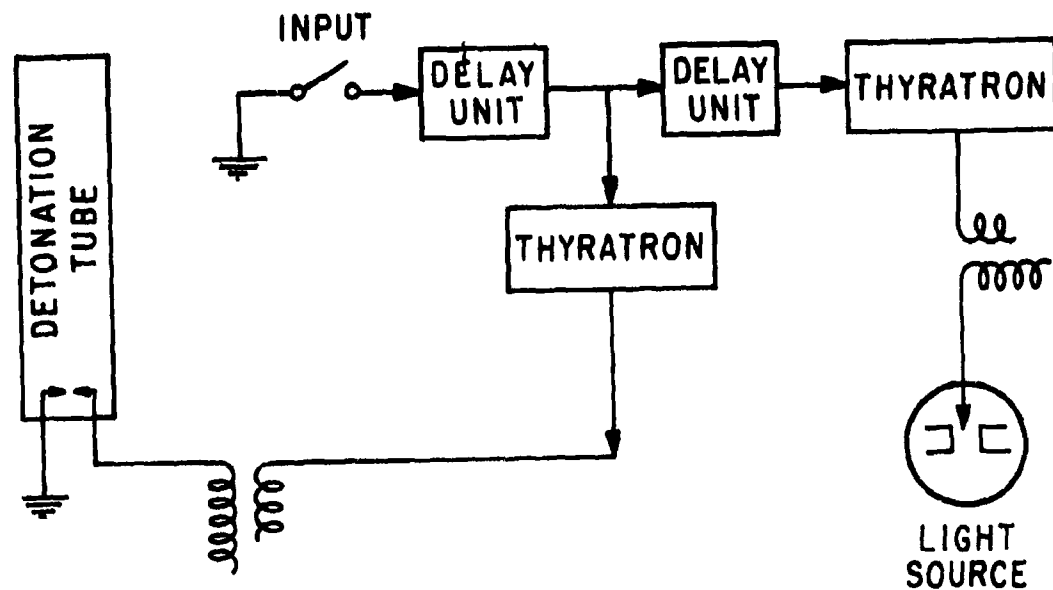 INPUT
DELAY
UNIT
DELAY
UNIT
THYRATRON
DETONATION
TUBE
THYRATRON
LIGHT
SOURCE